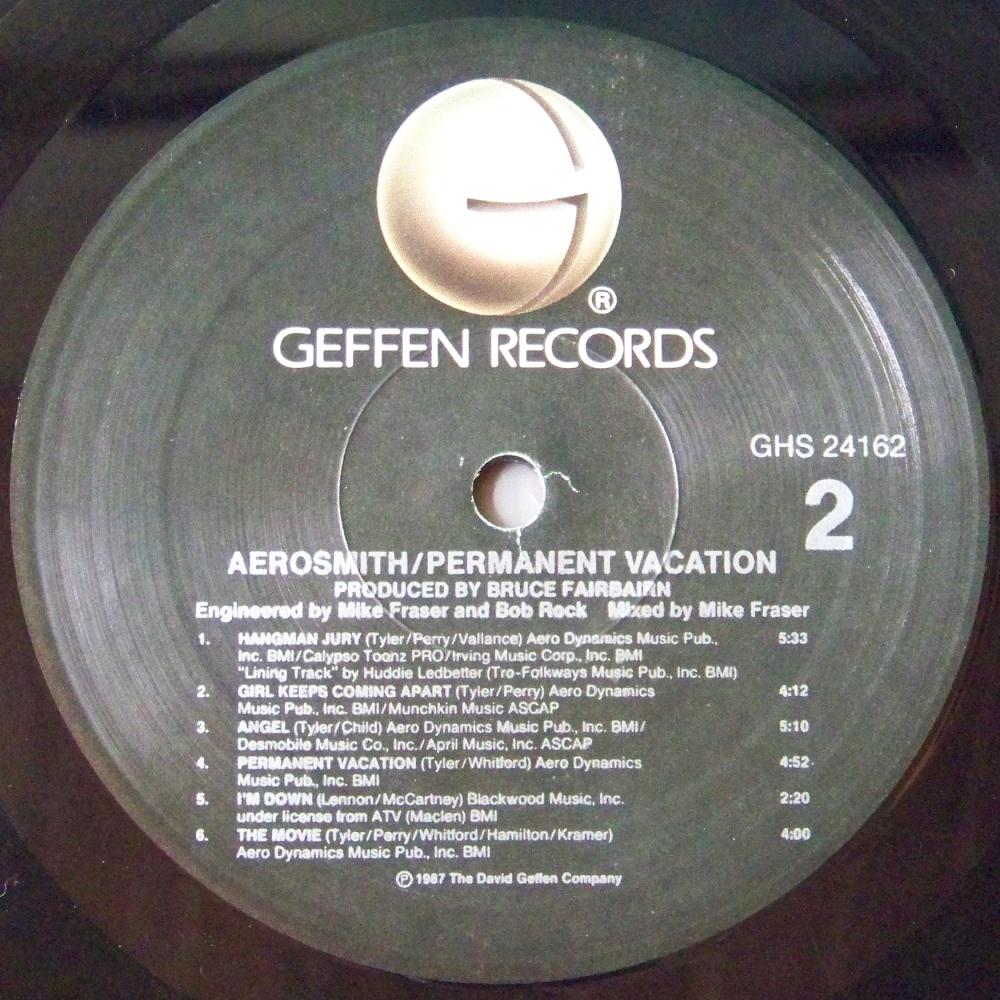 ®
GEFFEN RECORDS
GHS 24162
2
AEROSMITH/PERMANENT VACATION
PRODUCED BY BRUCE FAIRBAIRN
Engineered by Mike Fraser and Bob Rock Mixed by Mike Fraser
1. HANGMAN JURY (Tyler/Perry/Vallance) Aero Dynamics Music Pub., 5:33
Inc. BMI/Calypso Toonz PRO/Irving Music Corp., Inc. BMI
"Lining Track" by Huddie Ledbetter (Tro-Folkways Music Pub., Inc. BMI)
2. GIRL KEEPS COMING APART (Tyler/Perry) Aero Dynamics 4:12
Music Pub., Inc. BMI/Munchkin Music ASCAP
3. ANGEL (Tyler/Child) Aero Dynamics Music Pub., Inc. BMI/ 5:10
Desmobile Music Co., Inc./April Music, Inc. ASCAP
4. PERMANENT VACATION (Tyler/Whitford) Aero Dynamics 4:52
Music Pub., Inc. BMI
5. I'M DOWN (Lennon/McCartney) Blackwood Music, Inc. 2:20
under license from ATV (Maclen) BMI
6. THE MOVIE (Tyler/Perry/Whitford/Hamilton/Kramer) 4:00
Aero Dynamics Music Pub., Inc. BMI
℗ 1987 The David Geffen Company